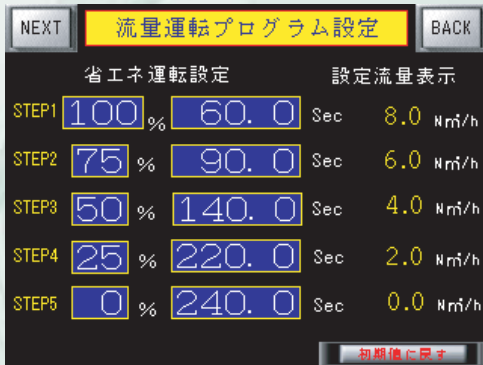 NEXT 流量運転プログラム設定 BACK
省エネ運転設定 設定流量表示
STEP1 100 % 60.0 Sec 8.0 Nm³/h
STEP2 75 % 90.0 Sec 6.0 Nm³/h
STEP3 50 % 140.0 Sec 4.0 Nm³/h
STEP4 25 % 220.0 Sec 2.0 Nm³/h
STEP5 0 % 240.0 Sec 0.0 Nm³/h
初期値に戻す